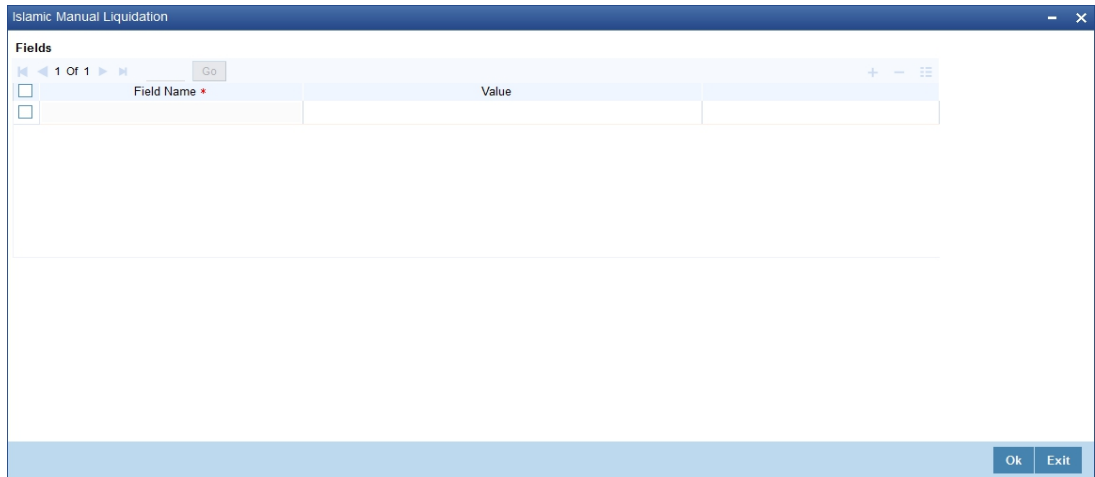 Islamic Manual Liquidation
Fields
1 Of 1 Go
Field Name * Value
Ok Exit